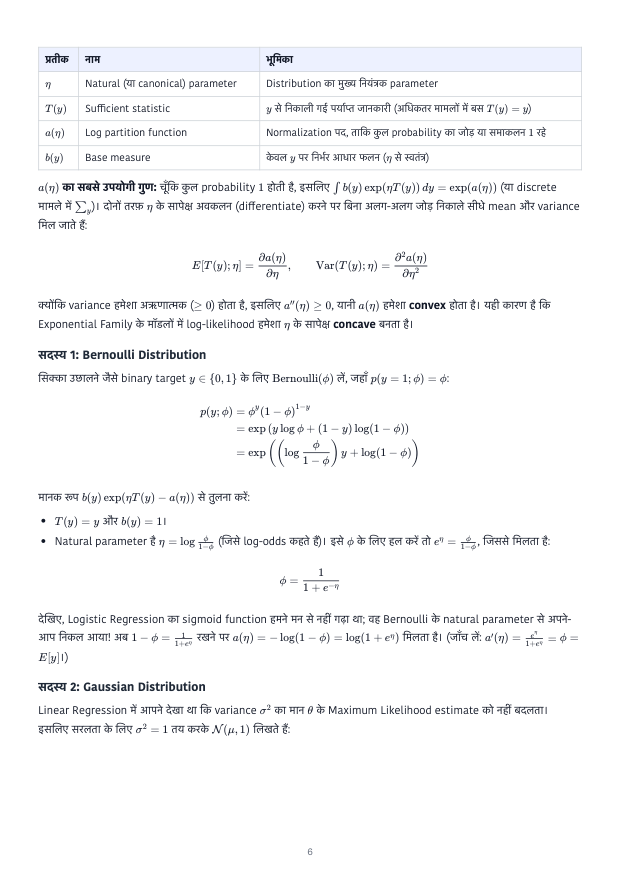 प्रतीक नाम भूमिका
η Natural (या canonical) parameter Distribution का मुख्य नियंत्रक parameter
T(y) Sufficient statistic y से निकाली गई पर्याप्त जानकारी (अधिकतर मामलों में बस T(y) = y)
a(η) Log partition function Normalization पद, ताकि कुल probability का जोड़ या समाकलन 1 रहे
b(y) Base measure केवल y पर निर्भर आधार फलन (η से स्वतंत्र)
a(η) का सबसे उपयोगी गुण: चूँकि कुल probability 1 होती है, इसलिए ∫ b(y) exp(ηT(y)) dy = exp(a(η)) (या discrete
मामले में ∑_y)। दोनों तरफ़ η के सापेक्ष अवकलन (differentiate) करने पर बिना अलग-अलग जोड़ निकाले सीधे mean और variance
मिल जाते हैं:
E[T(y); η] = ∂a(η)/∂η, Var(T(y); η) = ∂²a(η)/∂η²
क्योंकि variance हमेशा अऋणात्मक (≥ 0) होता है, इसलिए a″(η) ≥ 0, यानी a(η) हमेशा convex होता है। यही कारण है कि
Exponential Family के मॉडलों में log-likelihood हमेशा η के सापेक्ष concave बनता है।
सदस्य 1: Bernoulli Distribution
सिक्का उछालने जैसे binary target y ∈ {0, 1} के लिए Bernoulli(ϕ) लें, जहाँ p(y = 1; ϕ) = ϕ:
p(y; ϕ) = ϕ^y (1 − ϕ)^{1−y}
= exp (y log ϕ + (1 − y) log(1 − ϕ))
= exp ((log ϕ/(1 − ϕ)) y + log(1 − ϕ))
मानक रूप b(y) exp(ηT(y) − a(η)) से तुलना करें:
• T(y) = y और b(y) = 1।
• Natural parameter है η = log ϕ/(1−ϕ) (जिसे log-odds कहते हैं)। इसे ϕ के लिए हल करें तो e^η = ϕ/(1−ϕ), जिससे मिलता है:
ϕ = 1/(1 + e^{−η})
देखिए, Logistic Regression का sigmoid function हमने मन से नहीं गढ़ा था; वह Bernoulli के natural parameter से अपने-
आप निकल आया! अब 1 − ϕ = 1/(1+e^η) रखने पर a(η) = − log(1 − ϕ) = log(1 + e^η) मिलता है। (जाँच लें: a′(η) = e^η/(1+e^η) = ϕ =
E[y]।)
सदस्य 2: Gaussian Distribution
Linear Regression में आपने देखा था कि variance σ² का मान θ के Maximum Likelihood estimate को नहीं बदलता।
इसलिए सरलता के लिए σ² = 1 तय करके 𝒩(μ, 1) लिखते हैं:
6